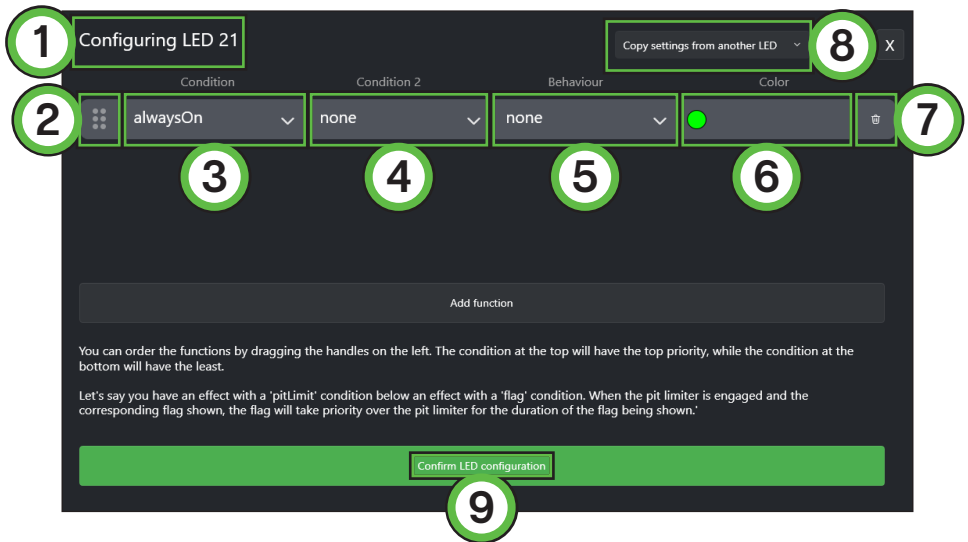 1
Configuring LED 21
Copy settings from another LED
8
X
Condition
Condition 2
Behaviour
Color
2
alwaysOn
none
none
7
3
4
5
6
Add function
You can order the functions by dragging the handles on the left. The condition at the top will have the top priority, while the condition at the
bottom will have the least.
Let's say you have an effect with a 'pitLimit' condition below an effect with a 'flag' condition. When the pit limiter is engaged and the
corresponding flag shown, the flag will take priority over the pit limiter for the duration of the flag being shown.'
Confirm LED configuration
9